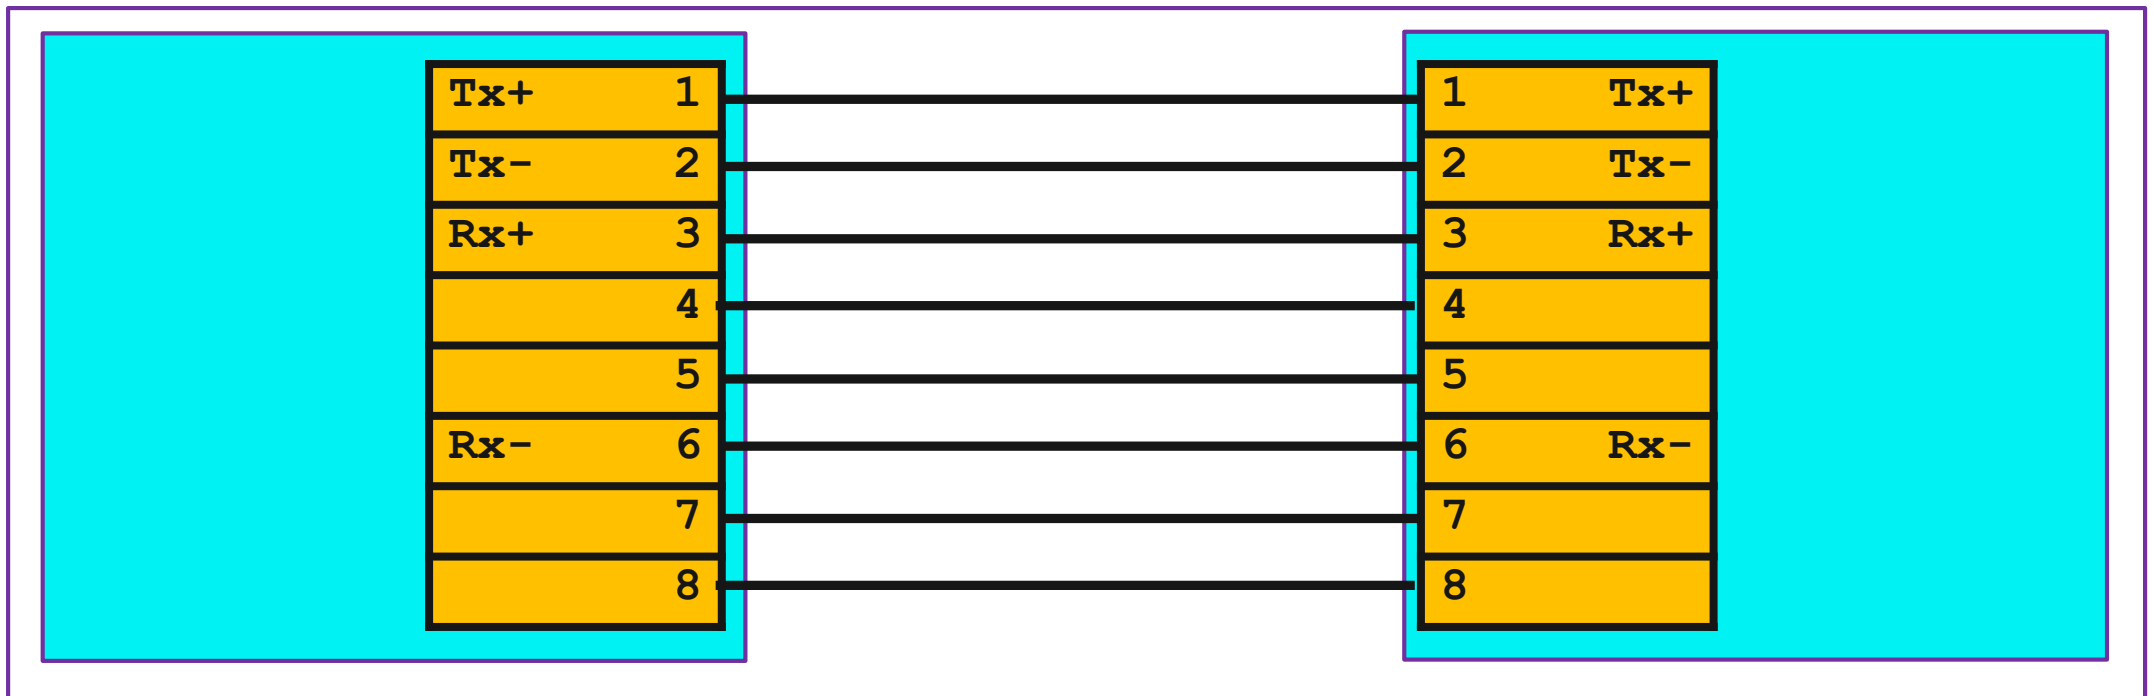 Tx+ 1 1 Tx+
Tx- 2 2 Tx-
Rx+ 3 3 Rx+
4 4
5 5
Rx- 6 6 Rx-
7 7
8 8